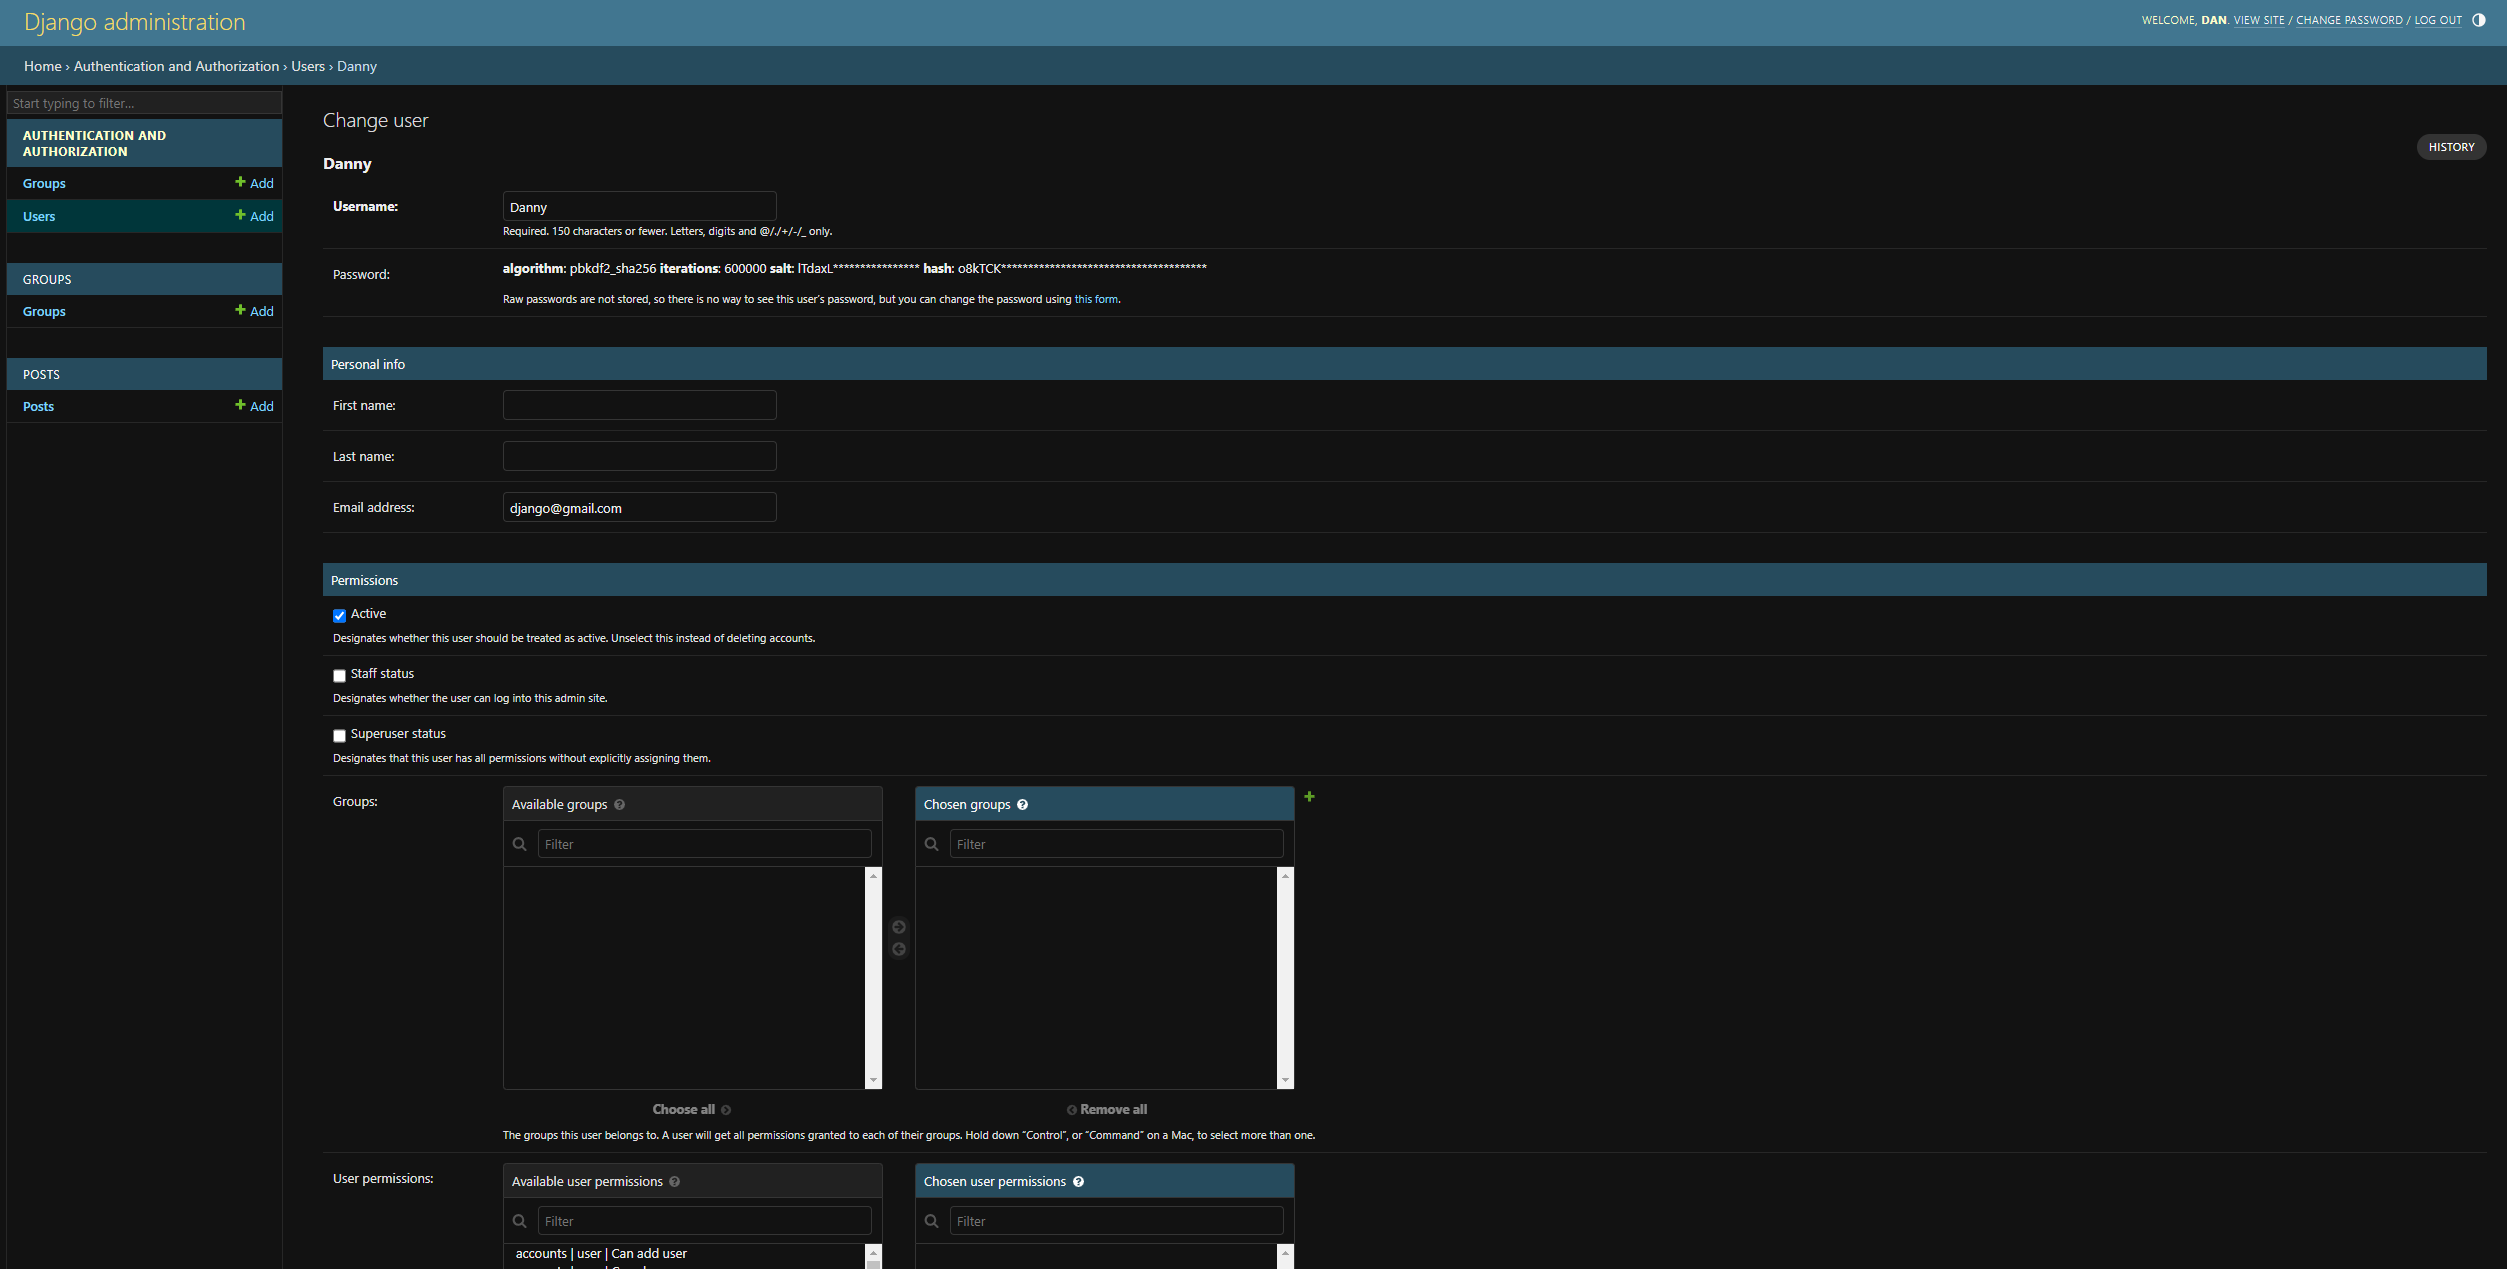 Django administration
WELCOME, DAN. VIEW SITE / CHANGE PASSWORD / LOG OUT
Home › Authentication and Authorization › Users › Danny
Start typing to filter...
AUTHENTICATION AND
AUTHORIZATION
Groups + Add
Users + Add
GROUPS
Groups + Add
POSTS
Posts + Add
Change user
HISTORY
Danny
Username: Danny
Required. 150 characters or fewer. Letters, digits and @/./+/-/_ only.
Password: algorithm: pbkdf2_sha256 iterations: 600000 salt: lTdaxL**************** hash: o8kTCK**************************************
Raw passwords are not stored, so there is no way to see this user’s password, but you can change the password using this form.
Personal info
First name:
Last name:
Email address: django@gmail.com
Permissions
Active
Designates whether this user should be treated as active. Unselect this instead of deleting accounts.
Staff status
Designates whether the user can log into this admin site.
Superuser status
Designates that this user has all permissions without explicitly assigning them.
Groups:
Available groups ?
Filter
Choose all
Chosen groups ?
Filter
Remove all
The groups this user belongs to. A user will get all permissions granted to each of their groups. Hold down “Control”, or “Command” on a Mac, to select more than one.
User permissions:
Available user permissions ?
Filter
accounts | user | Can add user
Chosen user permissions ?
Filter